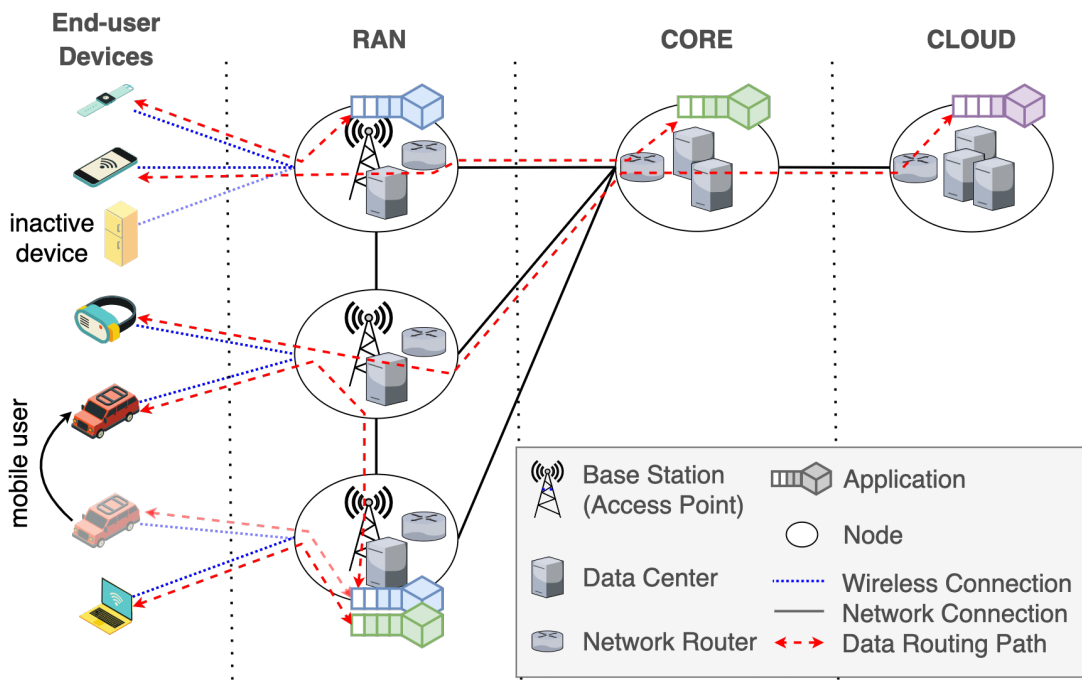 End-user
Devices
RAN
CORE
CLOUD
inactive
device
mobile user
Base Station
(Access Point)
Application
Node
Data Center
Wireless Connection
Network Connection
Network Router
Data Routing Path